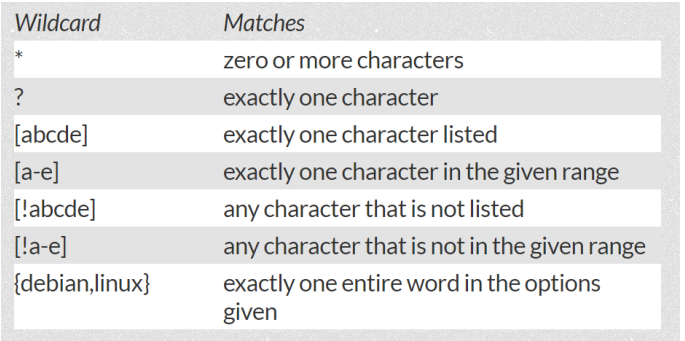 Wildcard Matches
* zero or more characters
? exactly one character
[abcde] exactly one character listed
[a-e] exactly one character in the given range
[!abcde] any character that is not listed
[!a-e] any character that is not in the given range
{debian,linux} exactly one entire word in the options
given